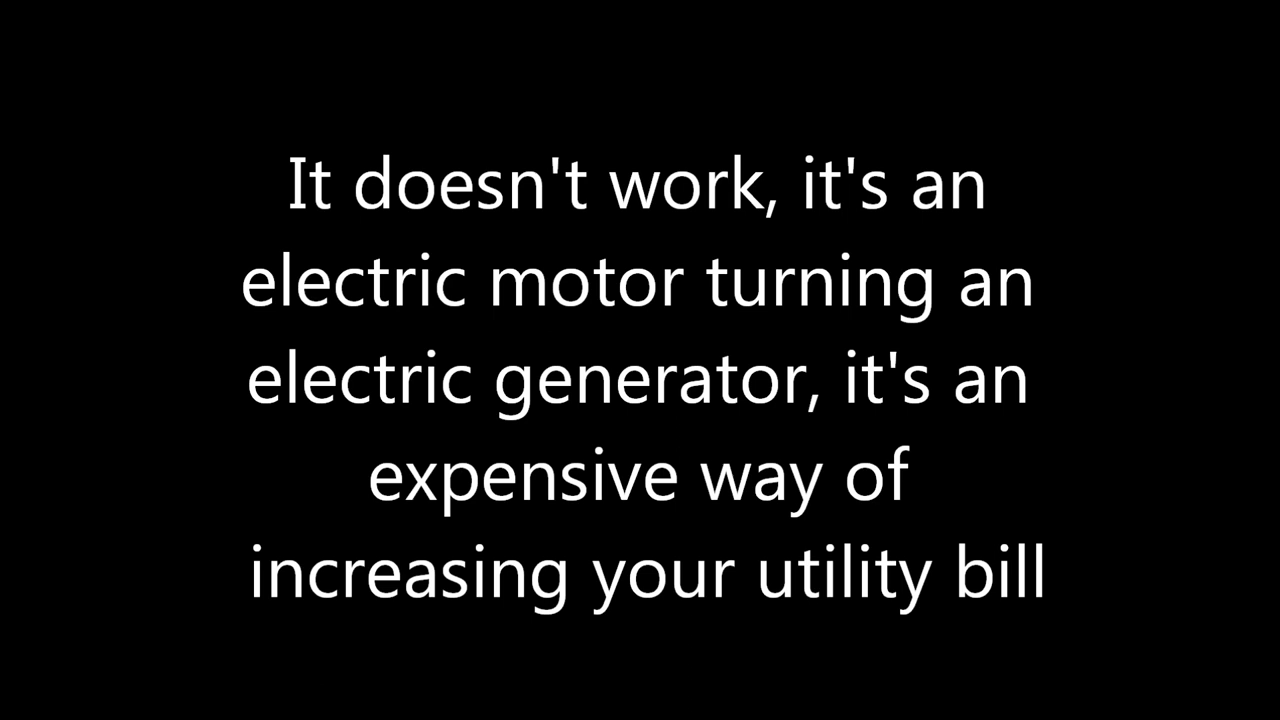 It doesn't work, it's an
electric motor turning an
electric generator, it's an
expensive way of
increasing your utility bill